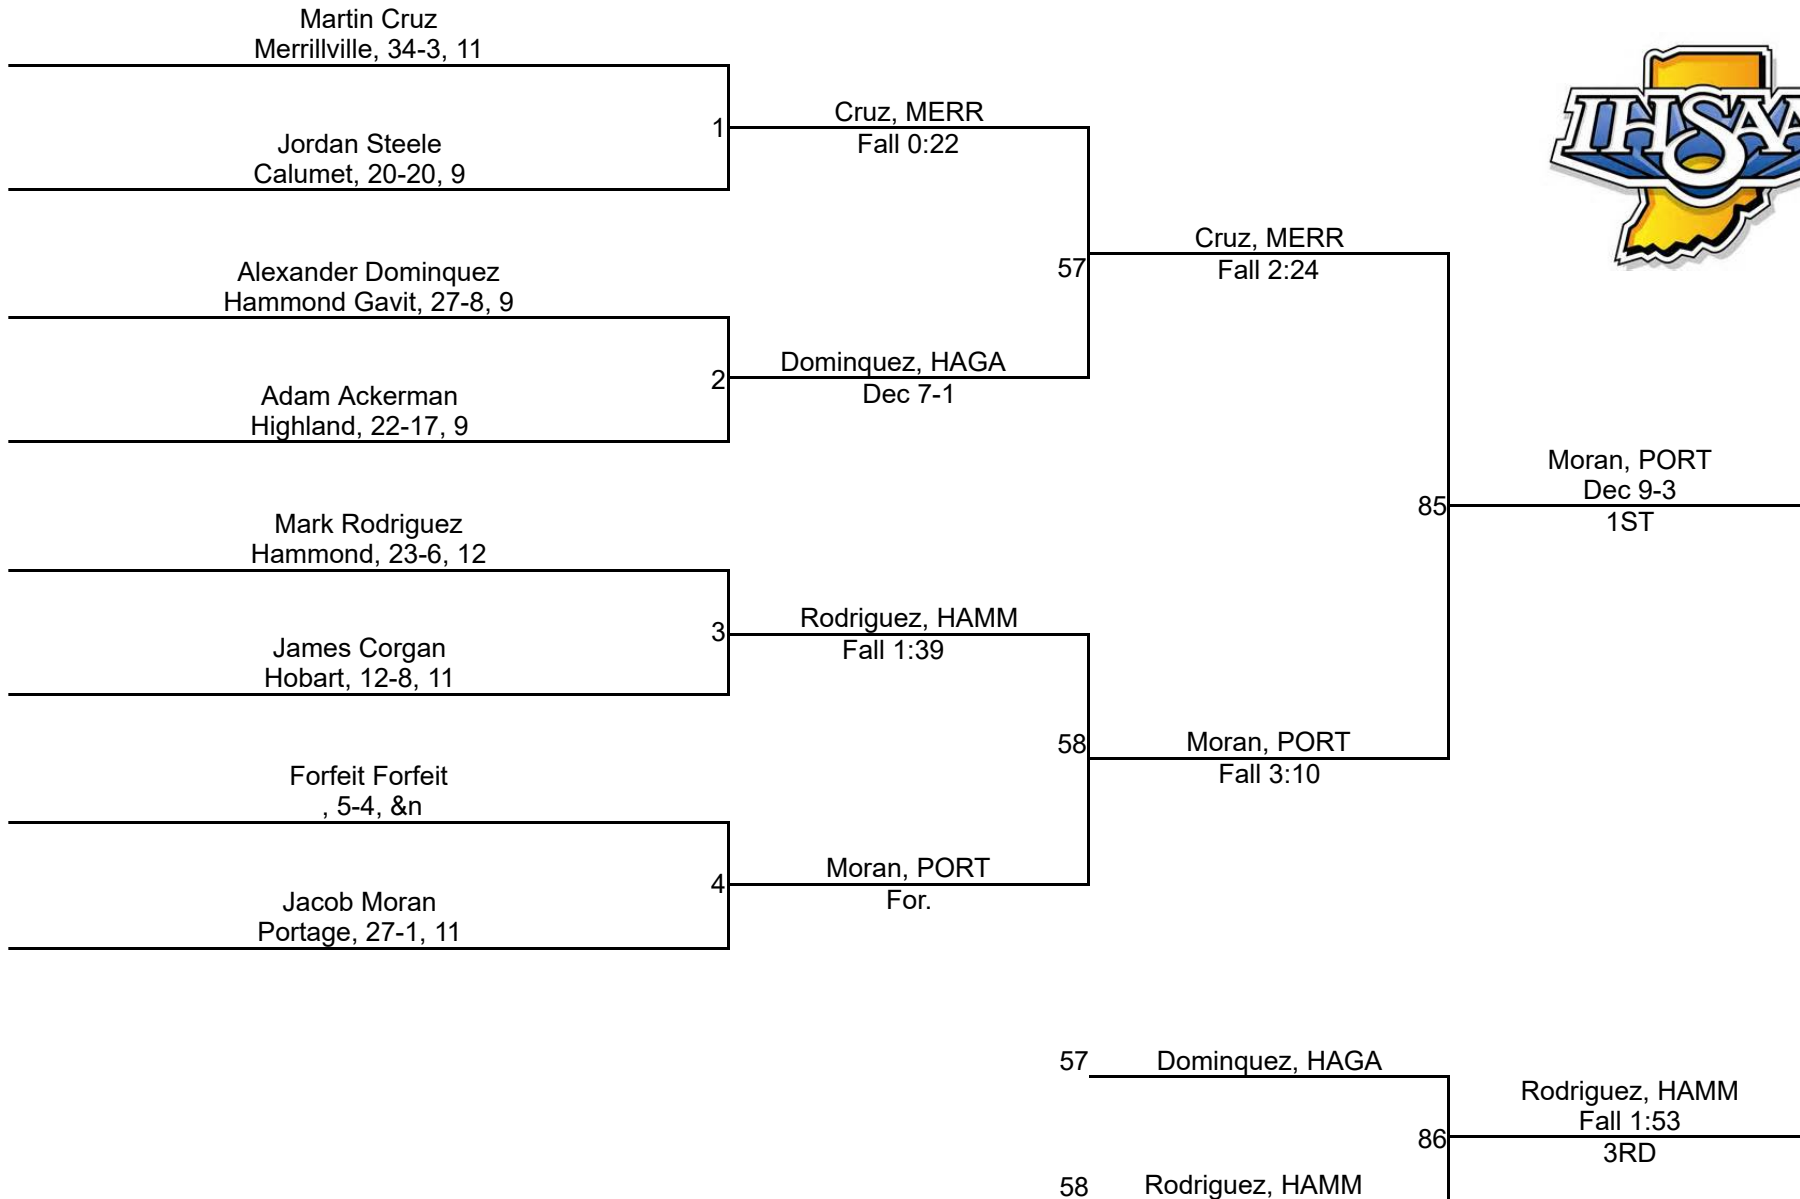 Martin Cruz
Merrillville, 34-3, 11
Jordan Steele
Calumet, 20-20, 9
1
Cruz, MERR
Fall 0:22
Alexander Dominquez
Hammond Gavit, 27-8, 9
Adam Ackerman
Highland, 22-17, 9
2
Dominquez, HAGA
Dec 7-1
57
Cruz, MERR
Fall 2:24
Mark Rodriguez
Hammond, 23-6, 12
James Corgan
Hobart, 12-8, 11
3
Rodriguez, HAMM
Fall 1:39
Forfeit Forfeit
, 5-4, &n
Jacob Moran
Portage, 27-1, 11
4
Moran, PORT
For.
58
Moran, PORT
Fall 3:10
85
Moran, PORT
Dec 9-3
1ST
IHSAA
57
Dominquez, HAGA
58
Rodriguez, HAMM
86
Rodriguez, HAMM
Fall 1:53
3RD